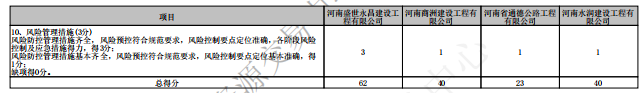 项目
河南盛世永昌建设工程有限公司
河南商洲建设工程有限公司
河南省通德公路工程有限公司
河南永润建设工程有限公司
10、风险管理措施(3分)
风险防控管理措施齐全，风险预控符合规范要求，风险控制要点定位准确，各阶段风险控制及应急措施得力，得3分；
风险防控管理措施基本齐全，风险预控符合规范要求，风险控制要点定位基本准确，得1分；
缺项得0分。
3
1
1
1
总得分
62
40
23
40